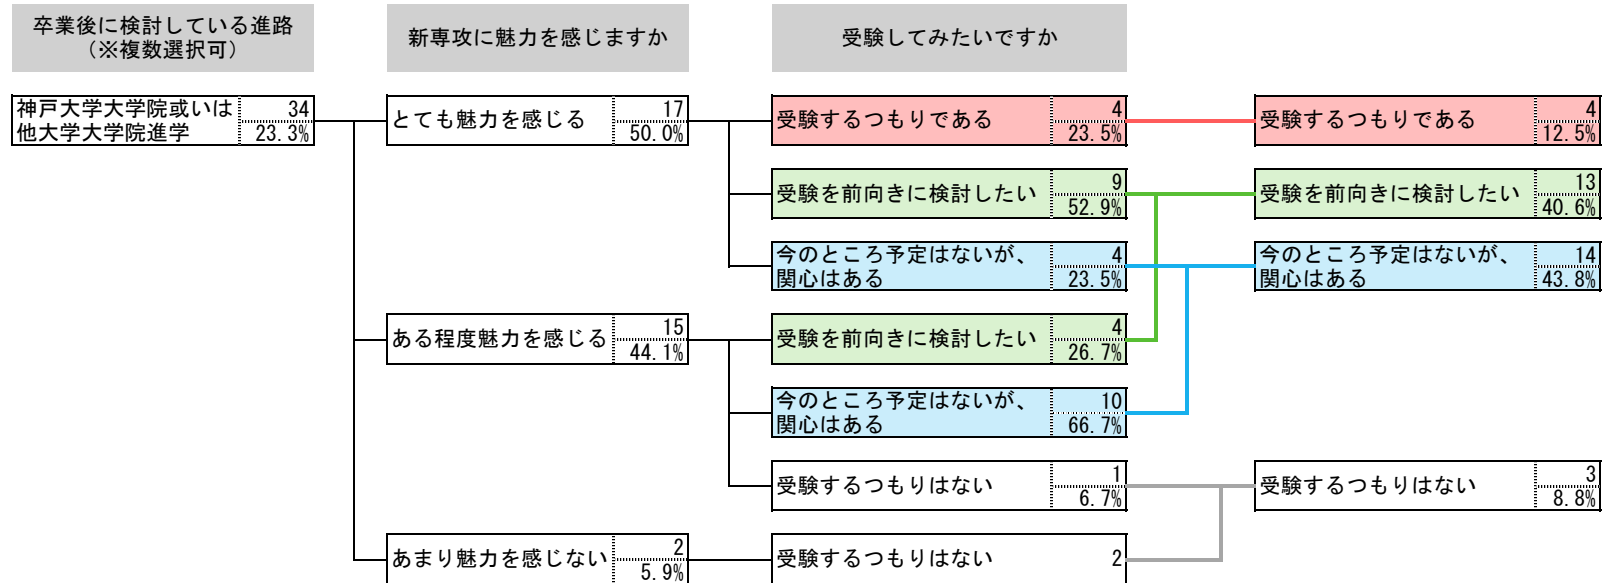 卒業後に検討している進路
（※複数選択可）
新専攻に魅力を感じますか
受験してみたいですか
神戸大学大学院或いは
他大学大学院進学
34
23.3%
とても魅力を感じる
17
50.0%
受験するつもりである
4
23.5%
受験するつもりである
4
12.5%
受験を前向きに検討したい
9
52.9%
受験を前向きに検討したい
13
40.6%
今のところ予定はないが、
関心はある
4
23.5%
今のところ予定はないが、
関心はある
14
43.8%
ある程度魅力を感じる
15
44.1%
受験を前向きに検討したい
4
26.7%
今のところ予定はないが、
関心はある
10
66.7%
受験するつもりはない
1
6.7%
受験するつもりはない
3
8.8%
あまり魅力を感じない
2
5.9%
受験するつもりはない
2